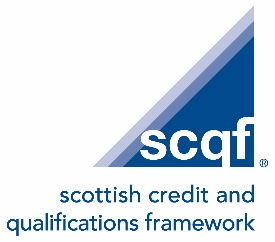 scqf®
scottish credit and
qualifications framework